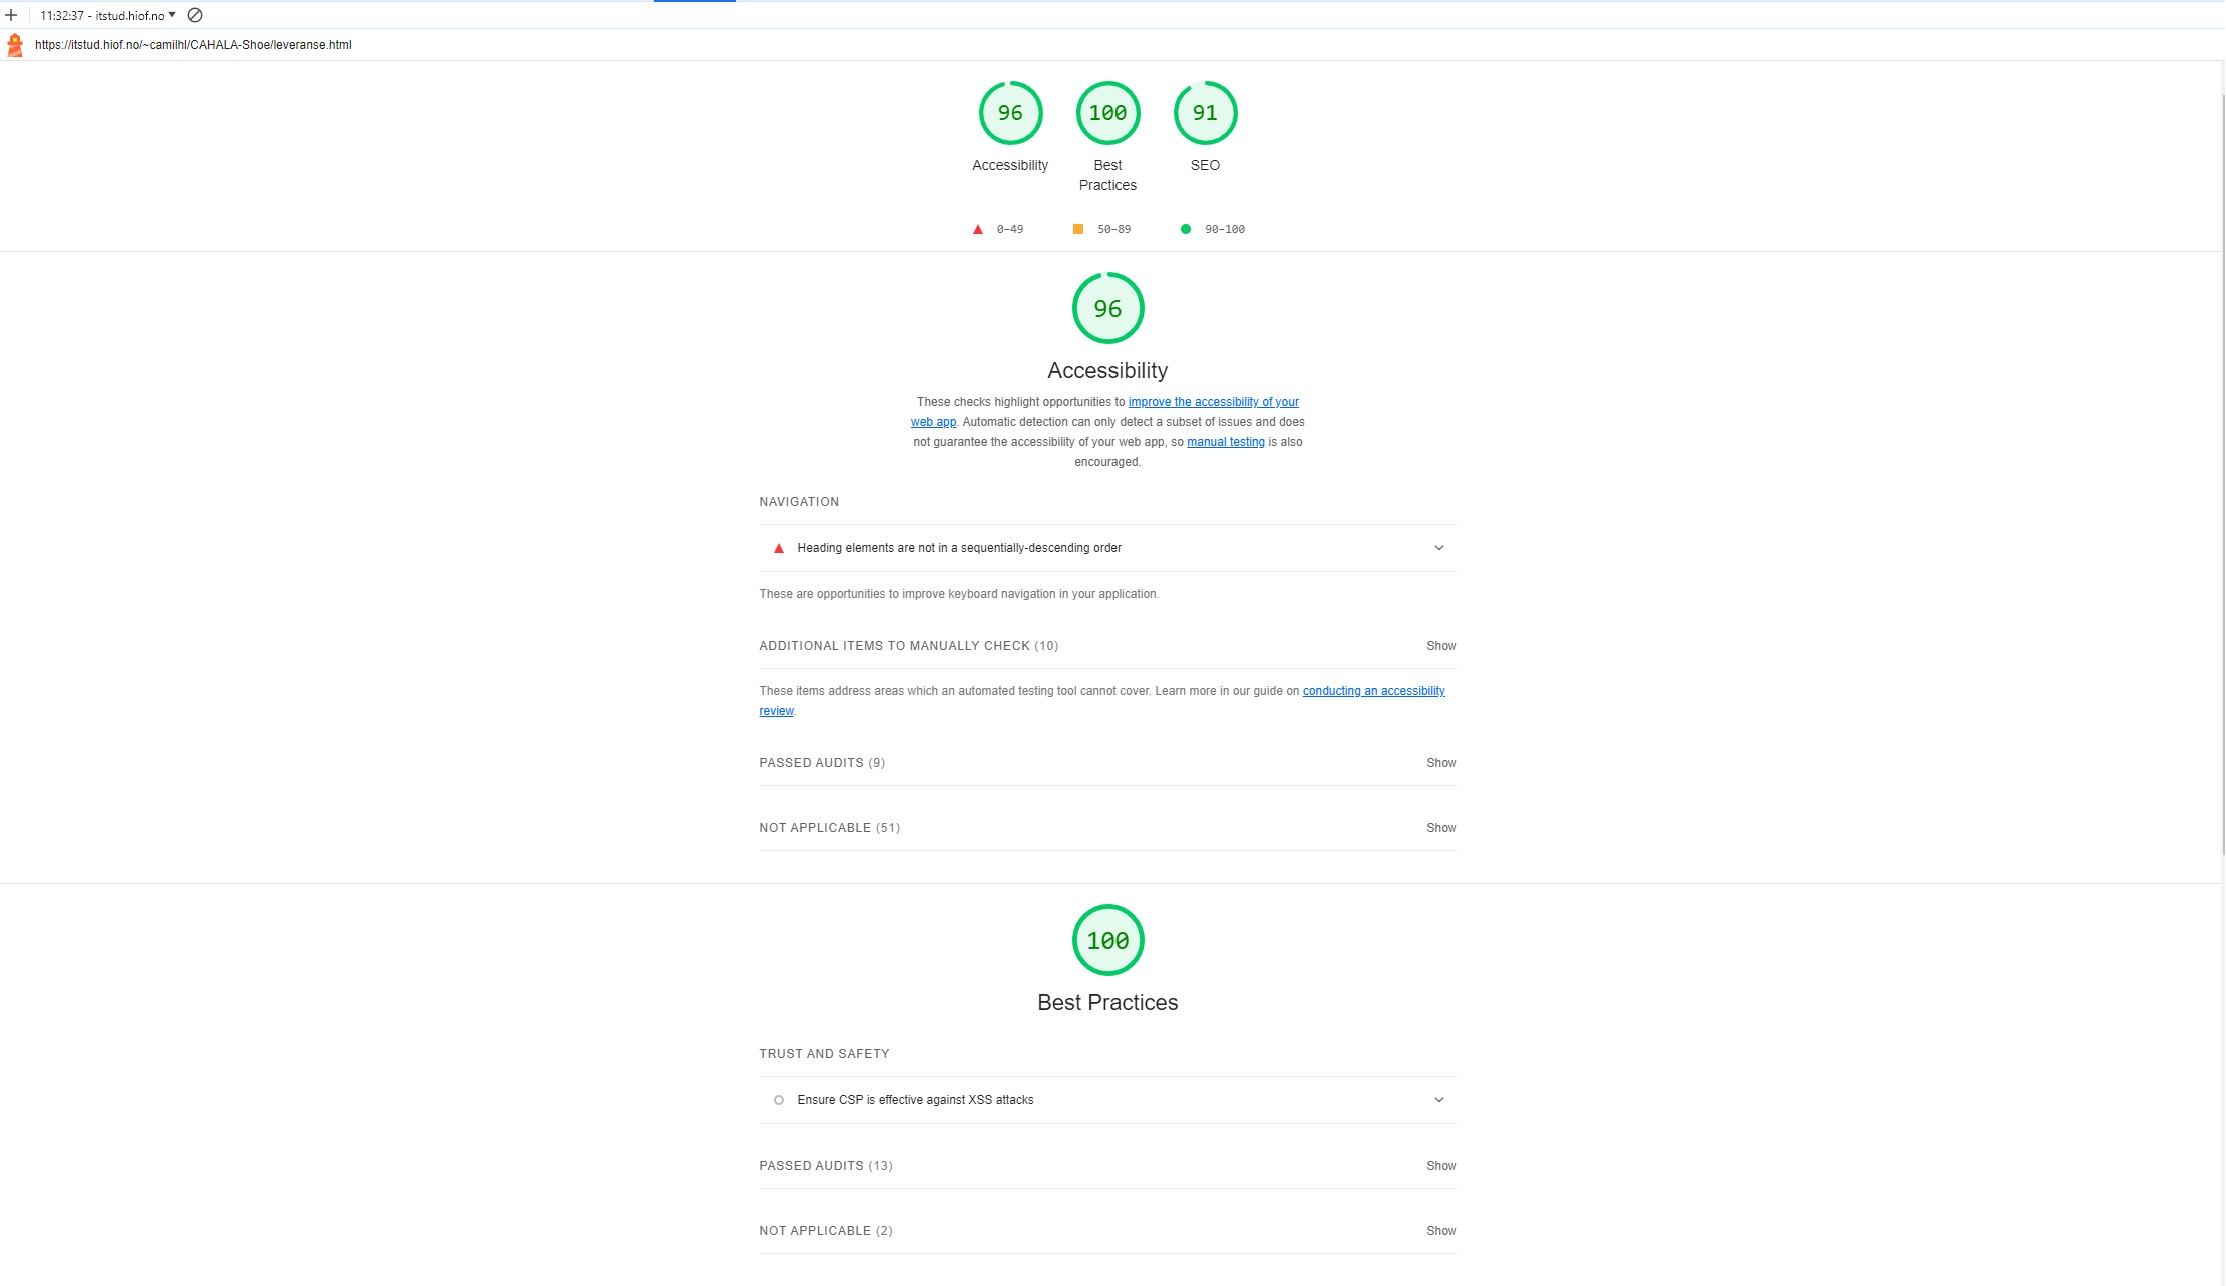 11:32:37 - itstud.hiof.no
https://itstud.hiof.no/~camilhl/CAHALA-Shoe/leveranse.html
96
100
91
Accessibility
Best
Practices
SEO
0–49
50–89
90–100
96
Accessibility
These checks highlight opportunities to improve the accessibility of your
web app. Automatic detection can only detect a subset of issues and does
not guarantee the accessibility of your web app, so manual testing is also
encouraged.
NAVIGATION
Heading elements are not in a sequentially-descending order
These are opportunities to improve keyboard navigation in your application.
ADDITIONAL ITEMS TO MANUALLY CHECK (10) Show
These items address areas which an automated testing tool cannot cover. Learn more in our guide on conducting an accessibility
review.
PASSED AUDITS (9) Show
NOT APPLICABLE (51) Show
100
Best Practices
TRUST AND SAFETY
Ensure CSP is effective against XSS attacks
PASSED AUDITS (13) Show
NOT APPLICABLE (2) Show